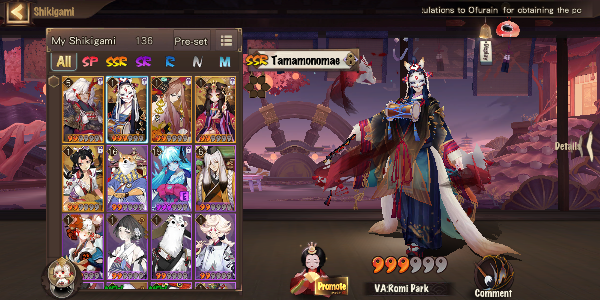 Shikigami
ulations to Ofurain for obtaining the po
My Shikigami 136 Pre-set
All SP SSR SR R N M
SSR Tamamonomae
Display
Details
999999
Promote
VA:Romi Park
Comment